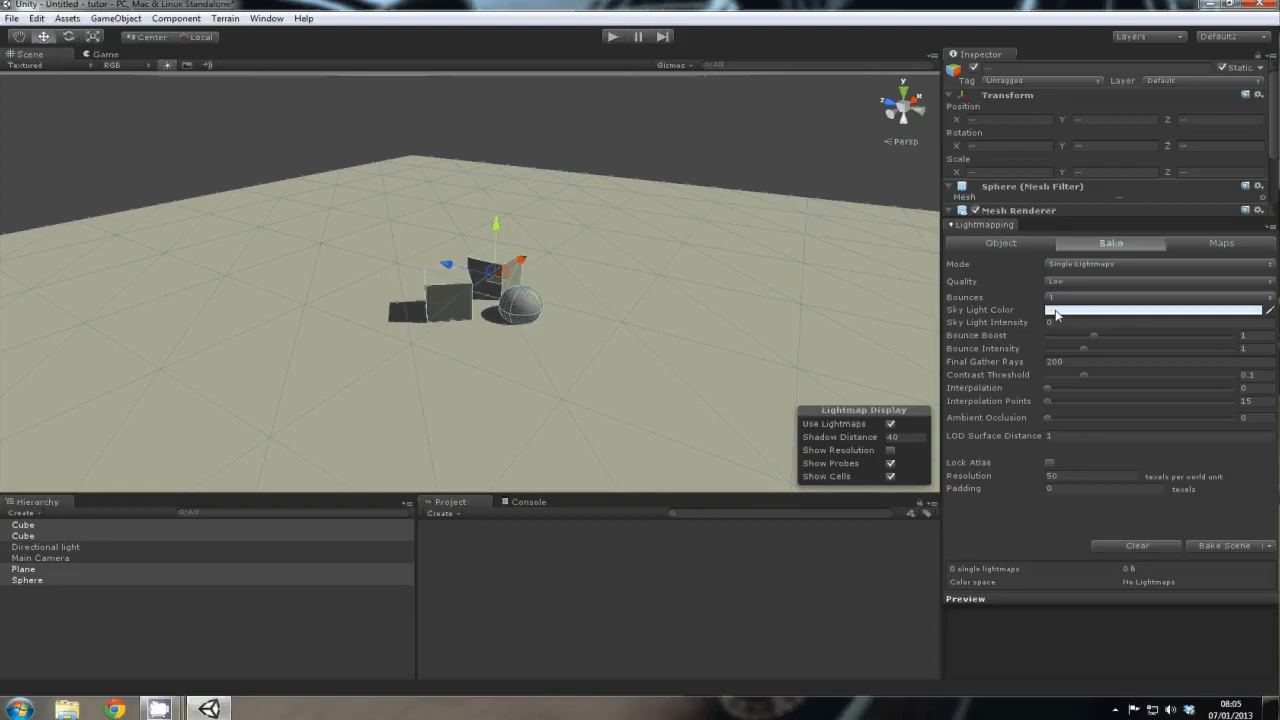 Unity - Untitled - tutor - PC, Mac & Linux Standalone*
File Edit Assets GameObject Component Terrain Window Help
Center Local Layers Default2
Scene Game Inspector
Textured RGB Gizmos All
Static
Tag Untagged Layer Default
Transform
Position
X — Y — Z —
Rotation
X — Y — Z —
Scale
X — Y — Z —
Sphere (Mesh Filter)
Mesh —
Mesh Renderer
Lightmapping
Object Bake Maps
Mode Single Lightmaps
Quality Low
Bounces 1
Sky Light Color
Sky Light Intensity 0
Bounce Boost 1
Bounce Intensity 1
Final Gather Rays 200
Contrast Threshold 0.1
Interpolation 0
Interpolation Points 15
Ambient Occlusion 0
LOD Surface Distance 1
Lock Atlas
Resolution 50 texels per world unit
Padding 0 texels
Clear Bake Scene
0 single lightmaps 0 B
Color space No Lightmaps
Preview
y
x
z
Persp
Lightmap Display
Use Lightmaps
Shadow Distance 40
Show Resolution
Show Probes
Show Cells
Hierarchy
Create All
Cube
Cube
Directional light
Main Camera
Plane
Sphere
Project Console
Create
08:05
07/01/2013